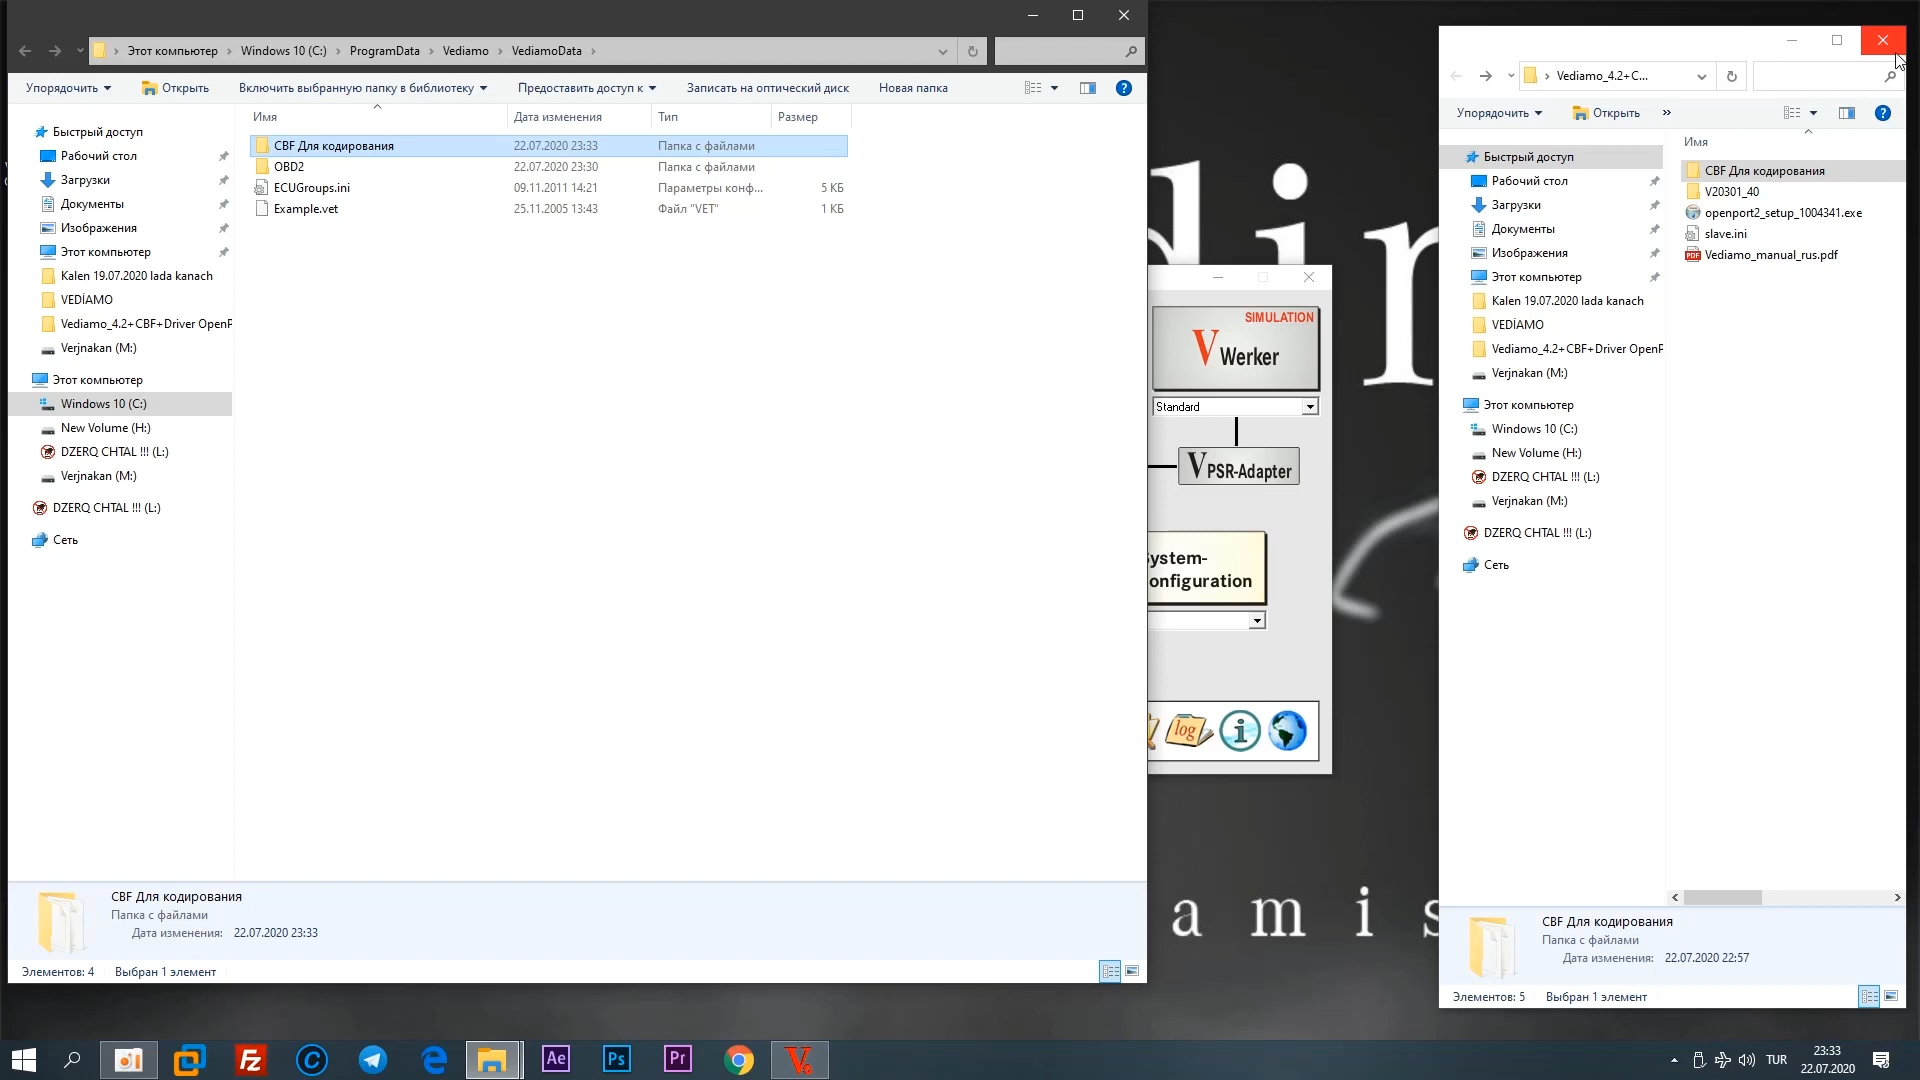 Этот компьютер
Windows 10 (C:)
ProgramData
Vediamo
VediamoData
Упорядочить
Открыть
Включить выбранную папку в библиотеку
Предоставить доступ к
Записать на оптический диск
Новая папка
Имя
Дата изменения
Тип
Размер
CBF Для кодирования
22.07.2020 23:33
Папка с файлами
OBD2
22.07.2020 23:30
Папка с файлами
ECUGroups.ini
09.11.2011 14:21
Параметры конф...
5 КБ
Example.vet
25.11.2005 13:43
Файл "VET"
1 КБ
Быстрый доступ
Рабочий стол
Загрузки
Документы
Изображения
Этот компьютер
Kalen 19.07.2020 lada kanach
VEDİAMO
Vediamo_4.2+CBF+Driver OpenP
Verjnakan (M:)
Этот компьютер
Windows 10 (C:)
New Volume (H:)
DZERQ CHTAL !!! (L:)
Verjnakan (M:)
DZERQ CHTAL !!! (L:)
Сеть
CBF Для кодирования
Папка с файлами
Дата изменения: 22.07.2020 23:33
Элементов: 4
Выбран 1 элемент
SIMULATION
V Werker
Standard
V PSR-Adapter
System-
onfiguration
log
a m i s
Vediamo_4.2+C...
Упорядочить
Открыть
»
Имя
Быстрый доступ
Рабочий стол
Загрузки
Документы
Изображения
Этот компьютер
Kalen 19.07.2020 lada kanach
VEDİAMO
Vediamo_4.2+CBF+Driver OpenP
Verjnakan (M:)
Этот компьютер
Windows 10 (C:)
New Volume (H:)
DZERQ CHTAL !!! (L:)
Verjnakan (M:)
DZERQ CHTAL !!! (L:)
Сеть
CBF Для кодирования
V20301_40
openport2_setup_1004341.exe
slave.ini
Vediamo_manual_rus.pdf
CBF Для кодирования
Папка с файлами
Дата изменения: 22.07.2020 22:57
Элементов: 5
Выбран 1 элемент
Fz
Ae
Ps
Pr
TUR
23:33
22.07.2020